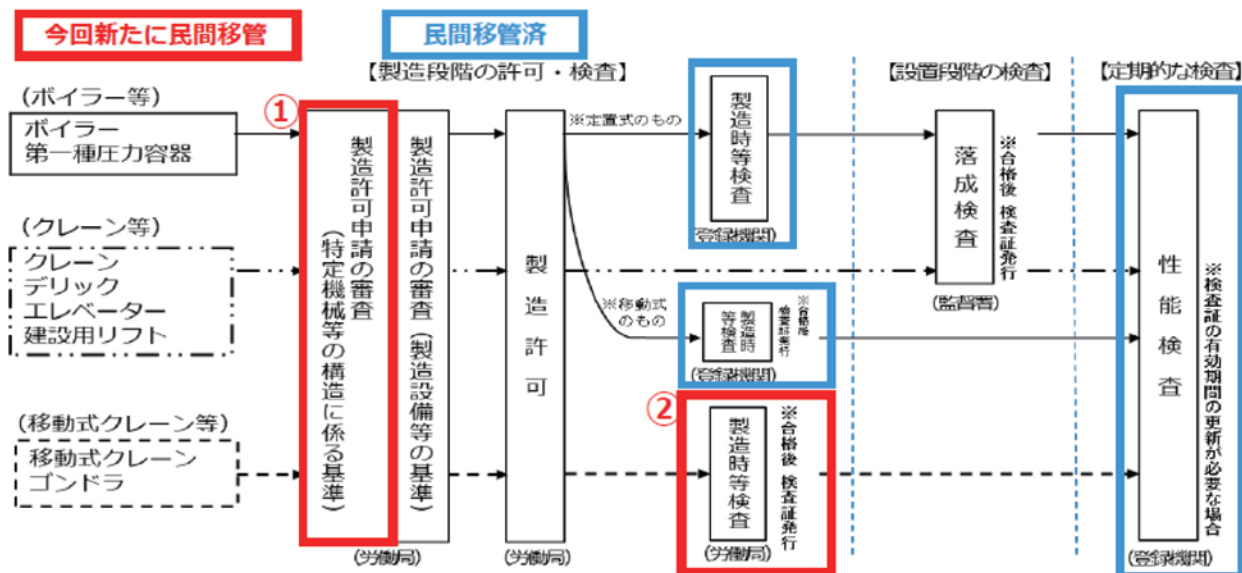 今回新たに民間移管
民間移管済
【製造段階の許可・検査】
【設置段階の検査】
【定期的な検査】
(ボイラー等)
ボイラー
第一種圧力容器
(クレーン等)
クレーン
デリック
エレベーター
建設用リフト
(移動式クレーン等)
移動式クレーン
ゴンドラ
①
製造許可申請の審査
(特定機械等の構造に係る基準)
製造許可申請の審査(製造設備等の基準)
(労働局)
製造許可
(労働局)
※定置式のもの
※移動式
のもの
製造時等検査
(登録機関)
製造時
等検査
※合格後
検査証発行
(登録機関)
②
製造時等検査
※合格後 検査証発行
(労働局)
落成検査
※合格後 検査証発行
(監督署)
性能検査
※検査証の有効期間の更新が必要な場合
(登録機関)